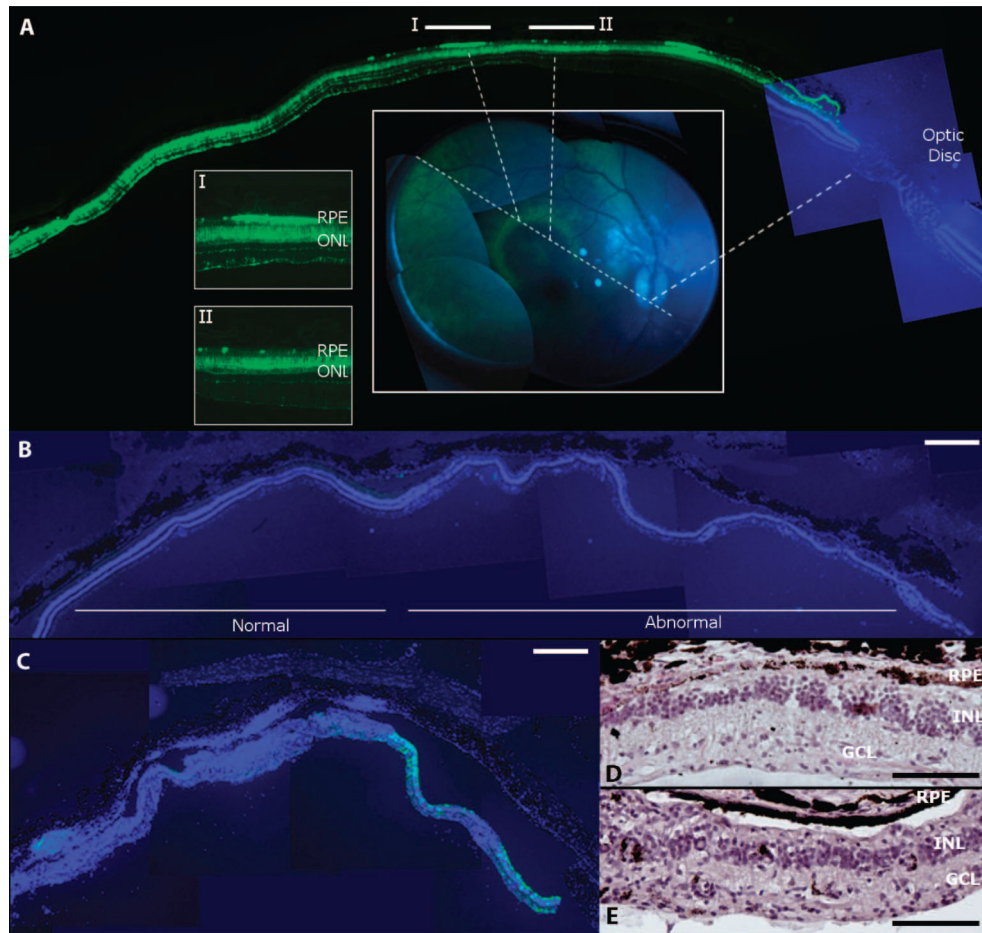 A
I
II
Optic
Disc
I
RPE
ONL
II
RPE
ONL
B
Normal
Abnormal
C
RPE
INL
GCL
D
RPE
INL
GCL
E